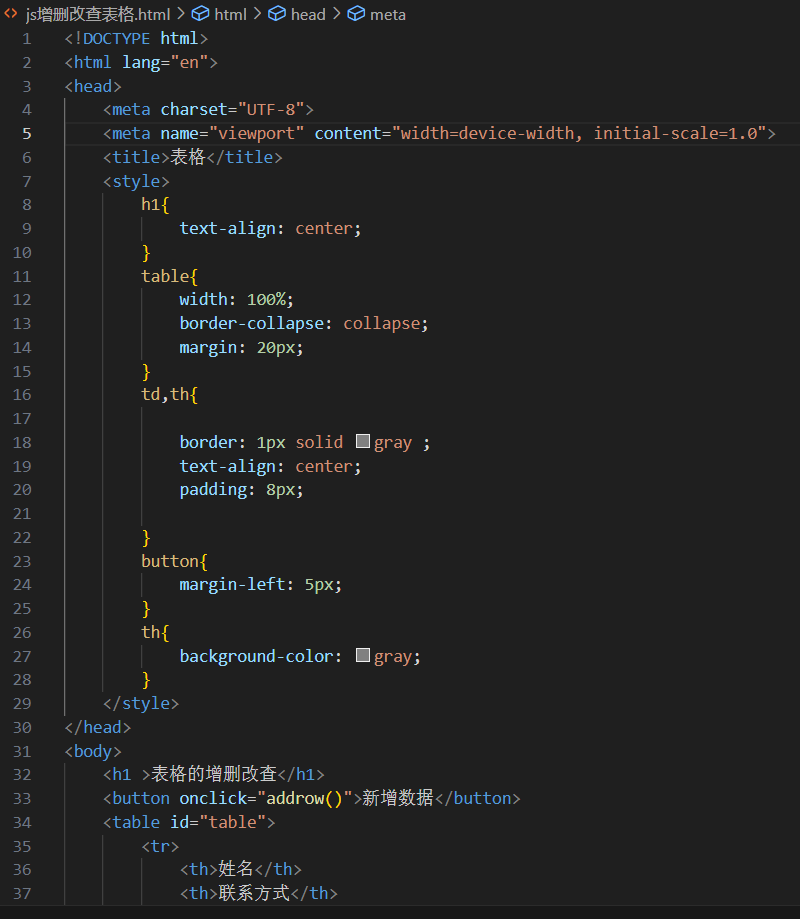 js增删改查表格.html > html > head > meta
1 <!DOCTYPE html>
2 <html lang="en">
3 <head>
4     <meta charset="UTF-8">
5     <meta name="viewport" content="width=device-width, initial-scale=1.0">
6     <title>表格</title>
7     <style>
8         h1{
9             text-align: center;
10         }
11         table{
12             width: 100%;
13             border-collapse: collapse;
14             margin: 20px;
15         }
16         td,th{
17
18             border: 1px solid gray ;
19             text-align: center;
20             padding: 8px;
21
22         }
23         button{
24             margin-left: 5px;
25         }
26         th{
27             background-color: gray;
28         }
29     </style>
30 </head>
31 <body>
32     <h1 >表格的增删改查</h1>
33     <button onclick="addrow()">新增数据</button>
34     <table id="table">
35         <tr>
36             <th>姓名</th>
37             <th>联系方式</th>